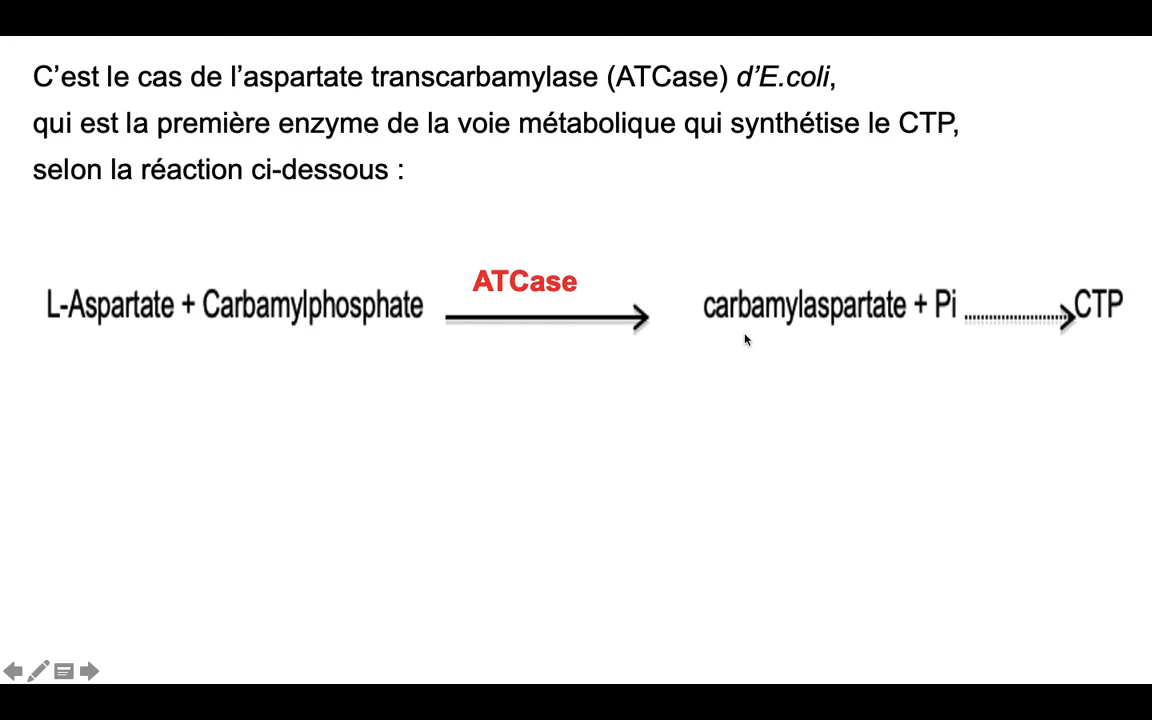 C’est le cas de l’aspartate transcarbamylase (ATCase) d’E.coli,
qui est la première enzyme de la voie métabolique qui synthétise le CTP,
selon la réaction ci-dessous :
ATCase
L-Aspartate + Carbamylphosphate carbamylaspartate + Pi CTP